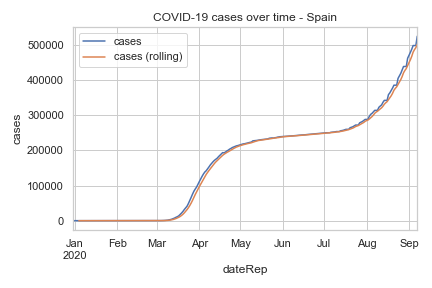 COVID-19 cases over time - Spain
cases
cases (rolling)
500000
400000
300000
200000
100000
0
cases
Jan Feb Mar Apr May Jun Jul Aug Sep
2020
dateRep